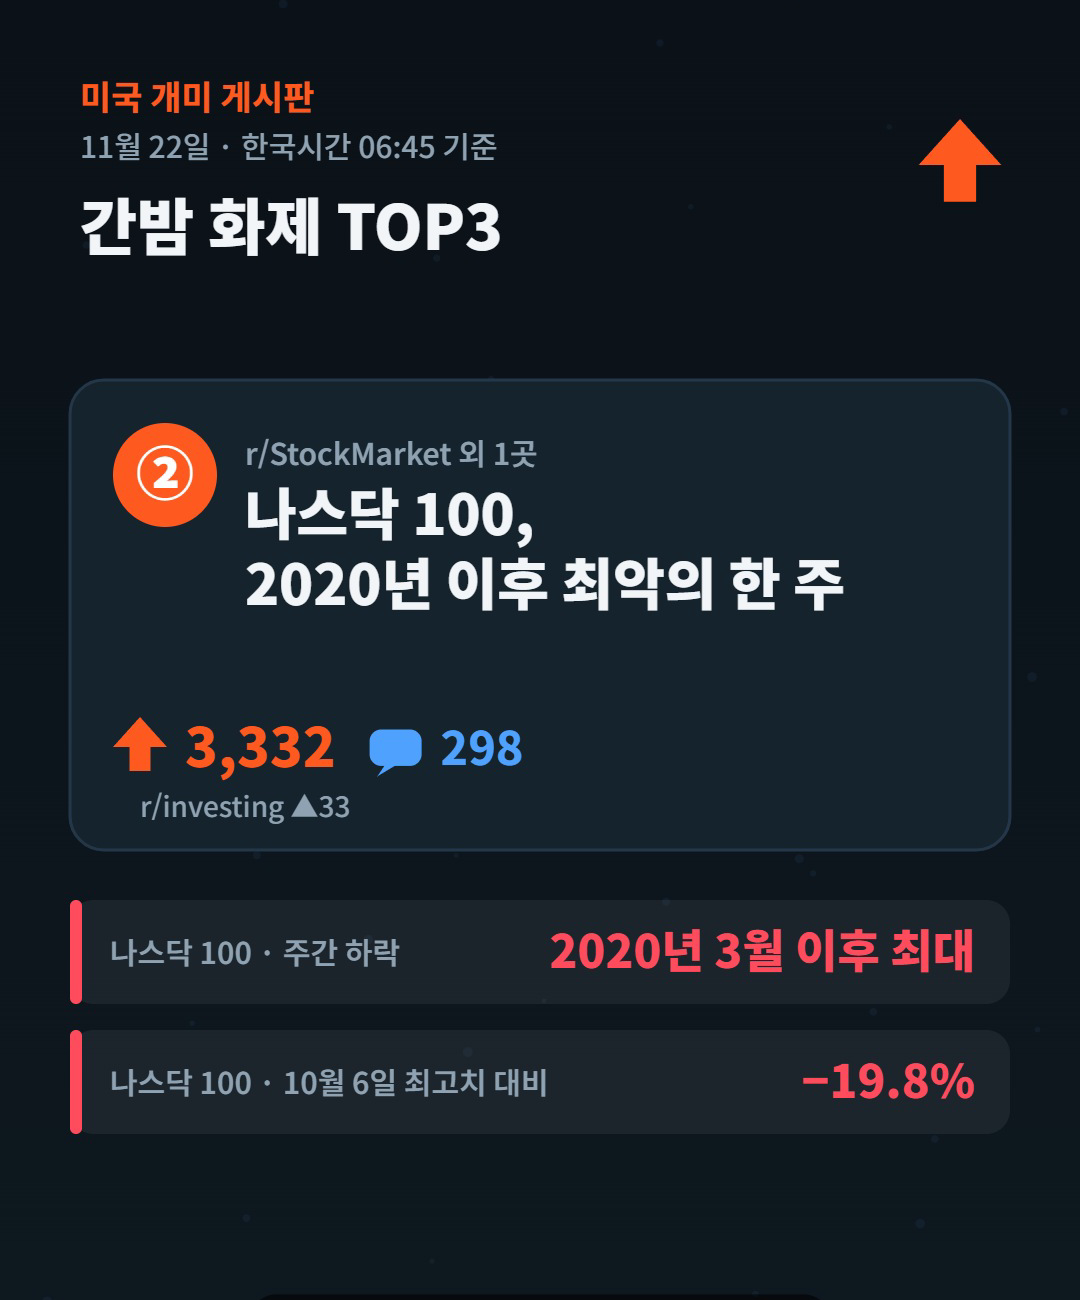 미국 개미 게시판
11월 22일 · 한국시간 06:45 기준
간밤 화제 TOP3
②
r/StockMarket 외 1곳
나스닥 100,
2020년 이후 최악의 한 주
3,332 298
r/investing ▲33
나스닥 100 · 주간 하락 2020년 3월 이후 최대
나스닥 100 · 10월 6일 최고치 대비 −19.8%